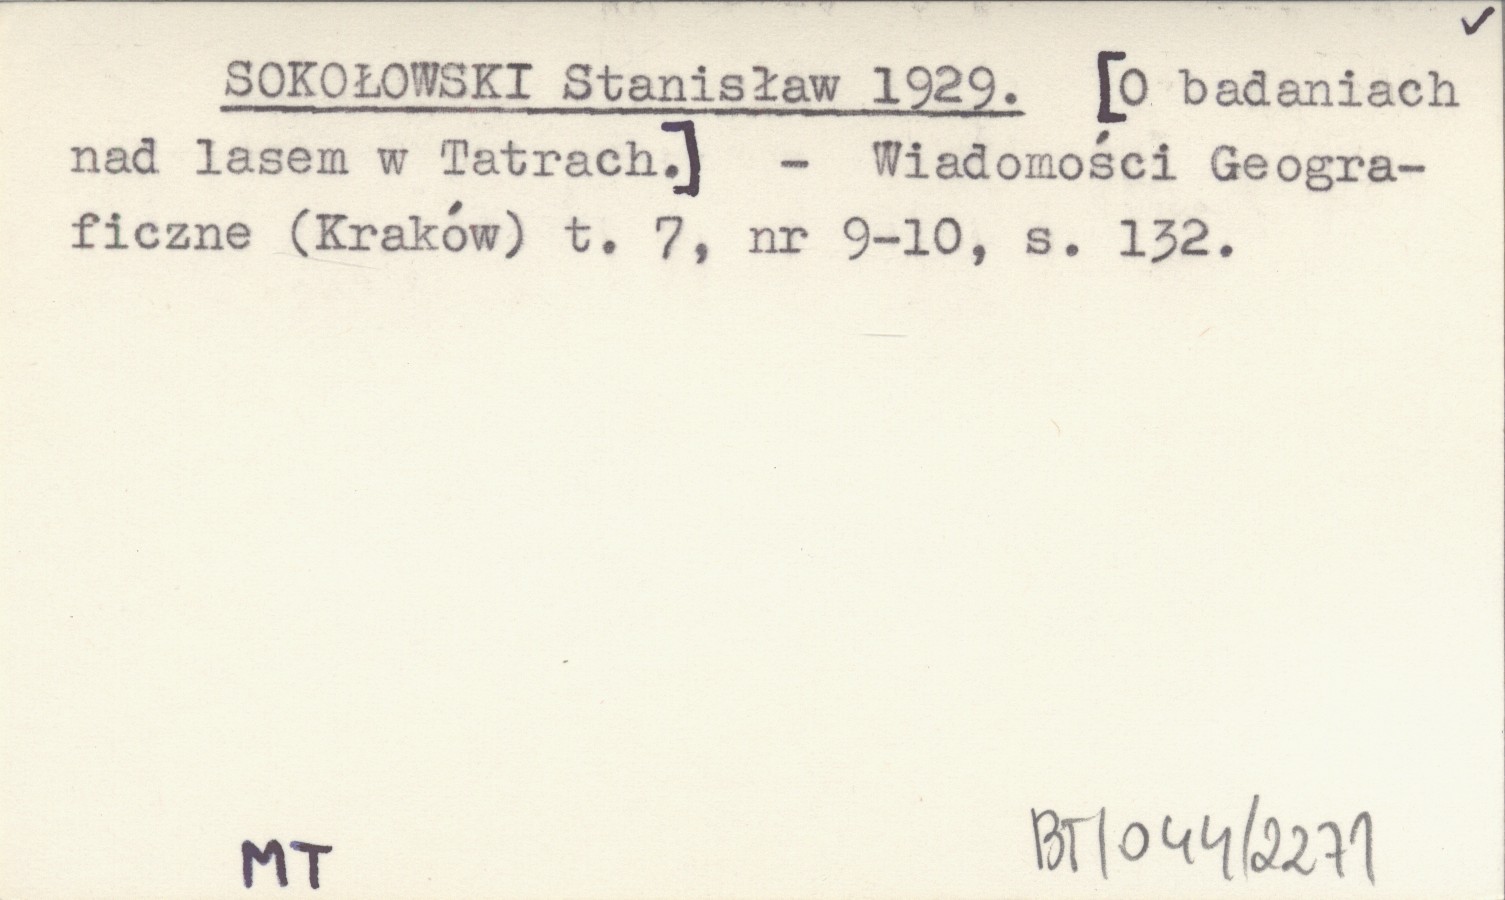 ✓
SOKOŁOWSKI Stanisław 1929. [O badaniach
nad lasem w Tatrach.] - Wiadomości Geogra-
ficzne (Kraków) t. 7, nr 9-10, s. 132.
MT BT/044/2271